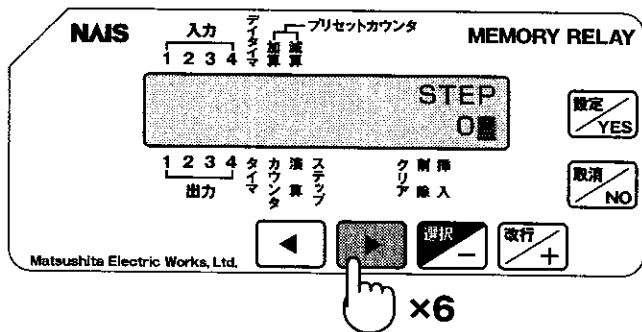 NAIS
入力
1 2 3 4
デイタイマ
加算
減算
プリセットカウンタ
MEMORY RELAY
STEP
0
設定/YES
1 2 3 4
出力
タイマ
カウンタ
演算
ステップ
クリア
削除
挿入
取消/NO
Matsushita Electric Works, Ltd.
◀
▶
選択/−
改行/+
×6